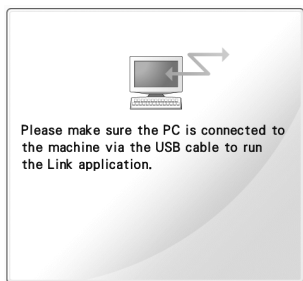 Please make sure the PC is connected to
the machine via the USB cable to run
the Link application.